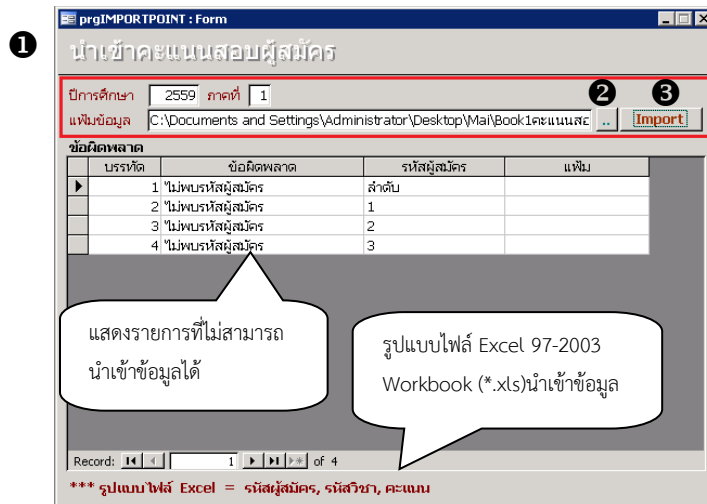 prgIMPORTPOINT : Form
❶
นำเข้าคะแนนสอบผู้สมัคร
ปีการศึกษา 2559 ภาคที่ 1
❷ ❸
แฟ้มข้อมูล C:\Documents and Settings\Administrator\Desktop\Mai\Book1คะแนนสอ .. Import
ข้อผิดพลาด
บรรทัด ข้อผิดพลาด รหัสผู้สมัคร แฟ้ม
1 ไม่พบรหัสผู้สมัคร ลำดับ
2 ไม่พบรหัสผู้สมัคร 1
3 ไม่พบรหัสผู้สมัคร 2
4 ไม่พบรหัสผู้สมัคร 3
แสดงรายการที่ไม่สามารถ
นำเข้าข้อมูลได้
รูปแบบไฟล์ Excel 97-2003
Workbook (*.xls)นำเข้าข้อมูล
Record: 1 of 4
*** รูปแบบไฟล์ Excel = รหัสผู้สมัคร, รหัสวิชา, คะแนน